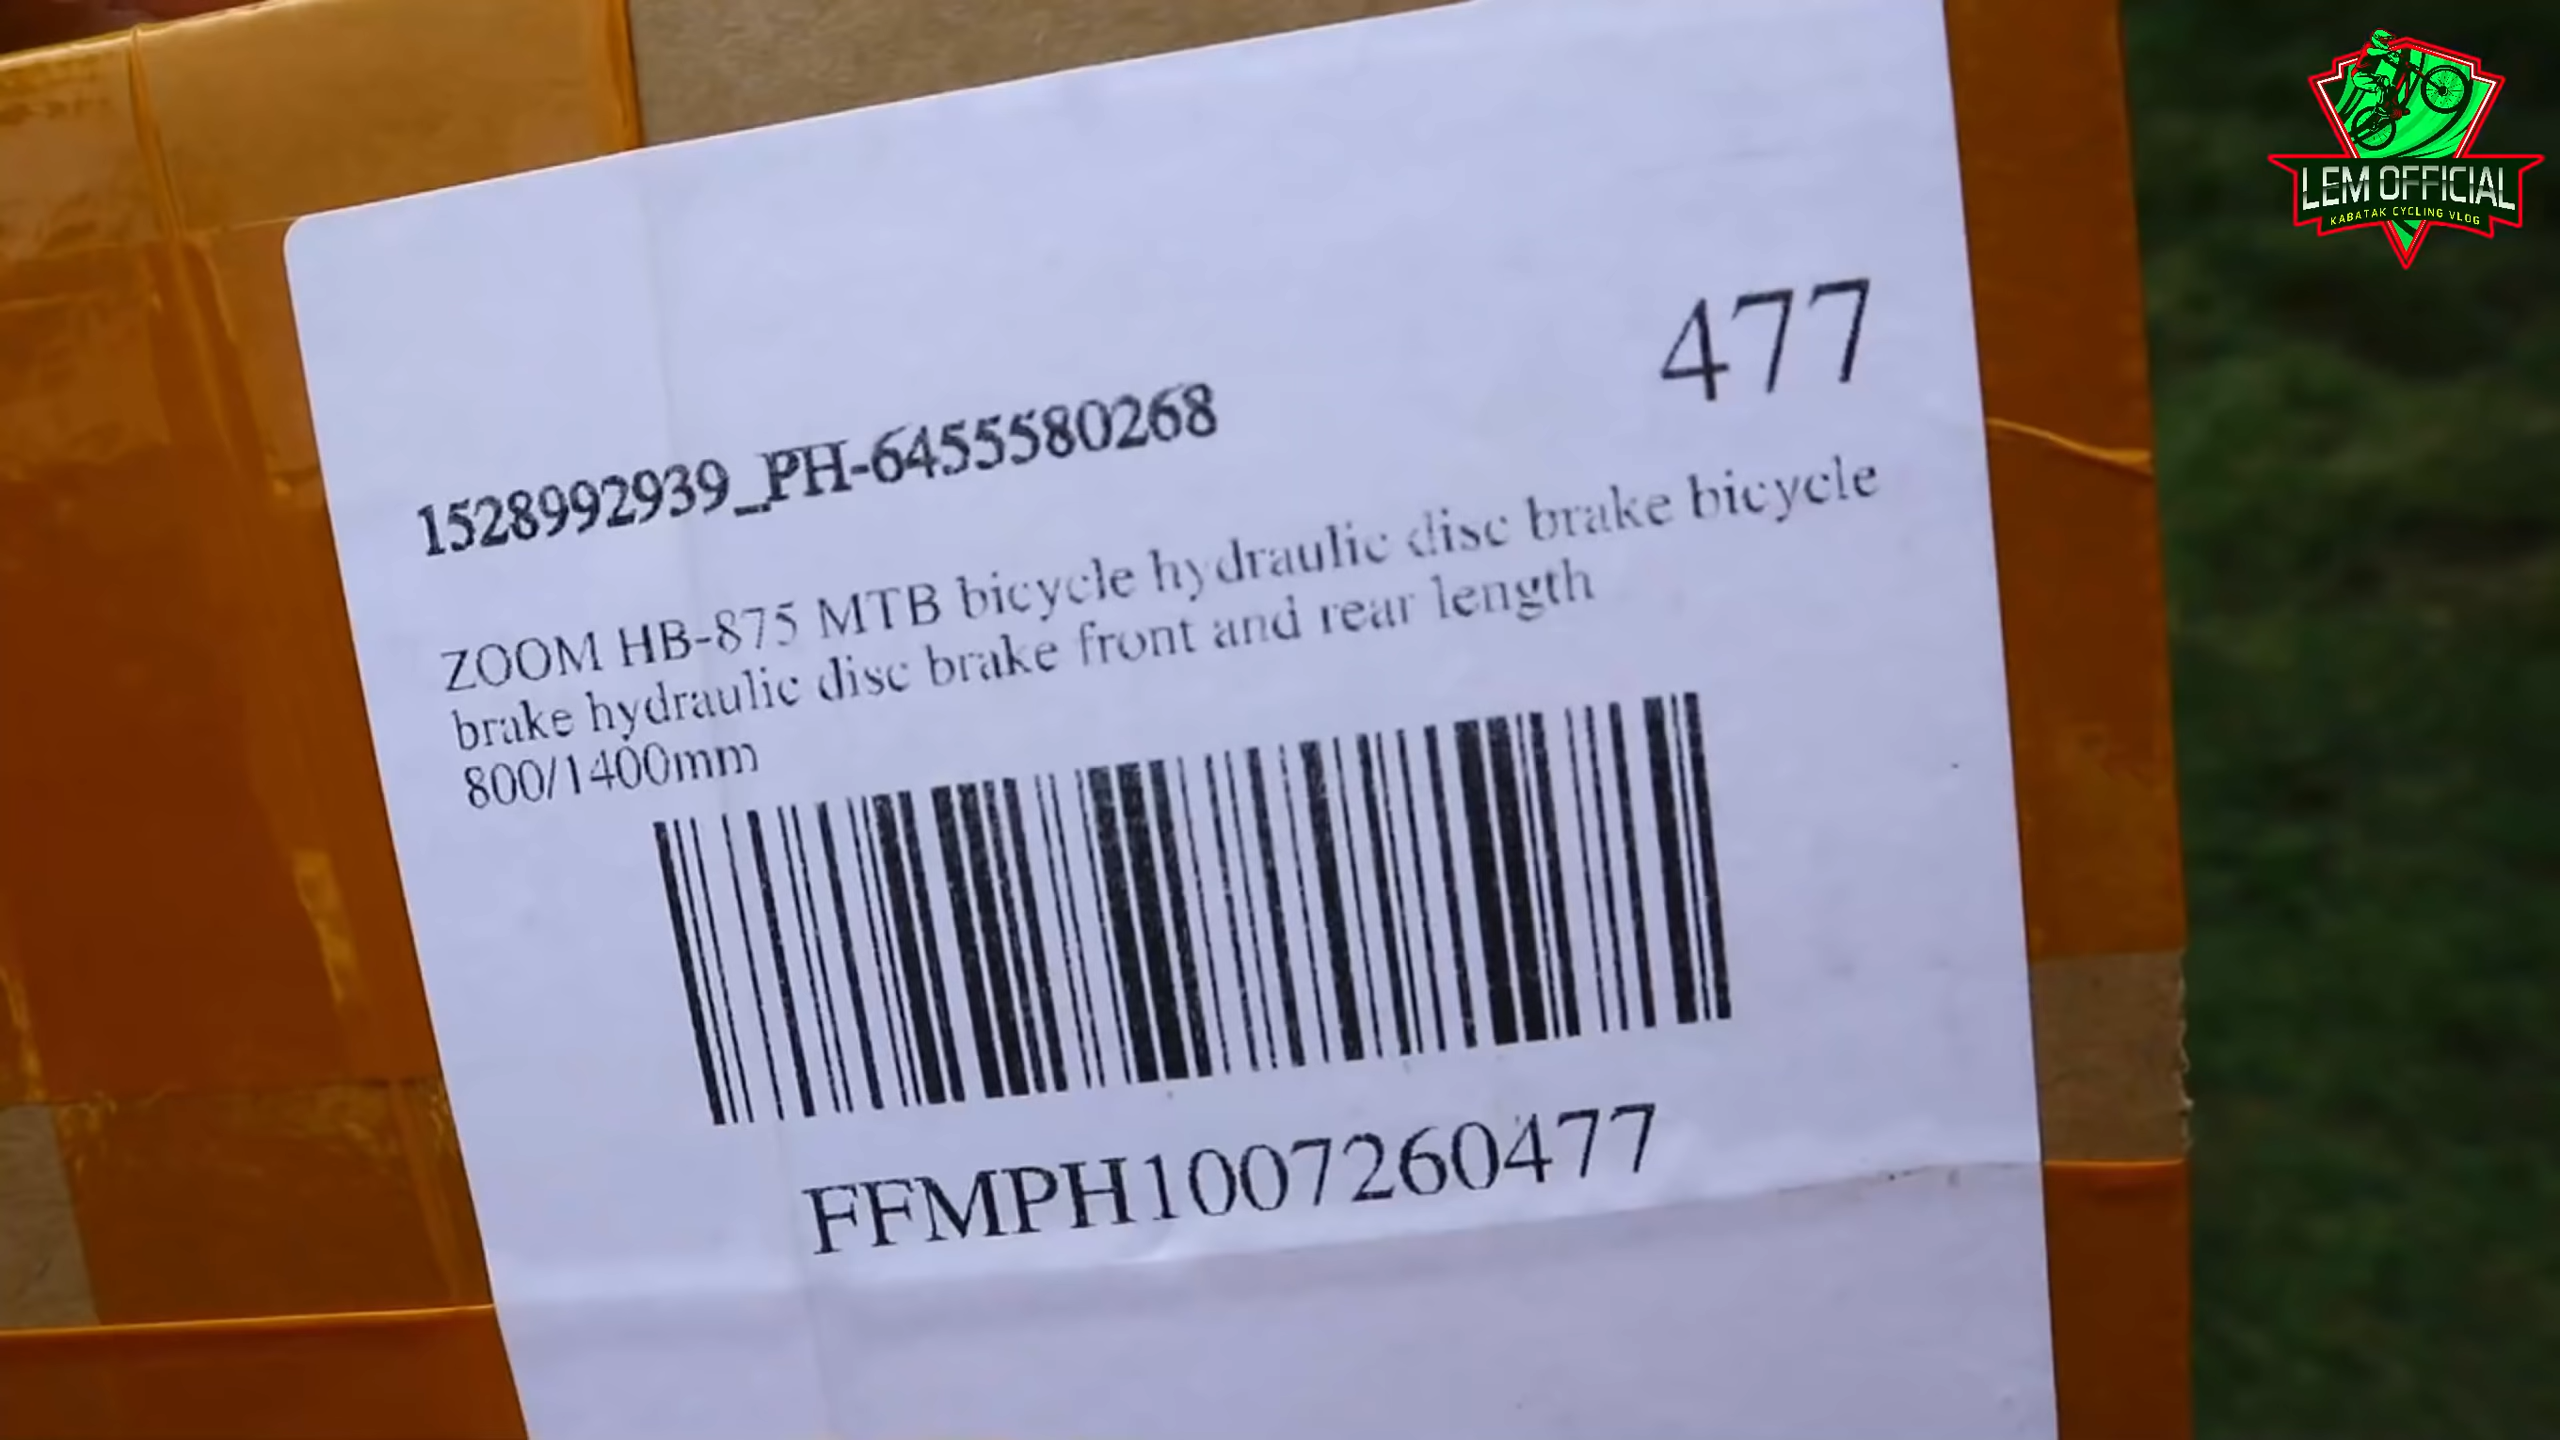 LEM OFFICIAL
KABATAK CYCLING VLOG
477
1528992939_PH-6455580268
ZOOM HB-875 MTB bicycle hydraulic disc brake bicycle
brake hydraulic disc brake front and rear length
800/1400mm
FFMPH1007260477